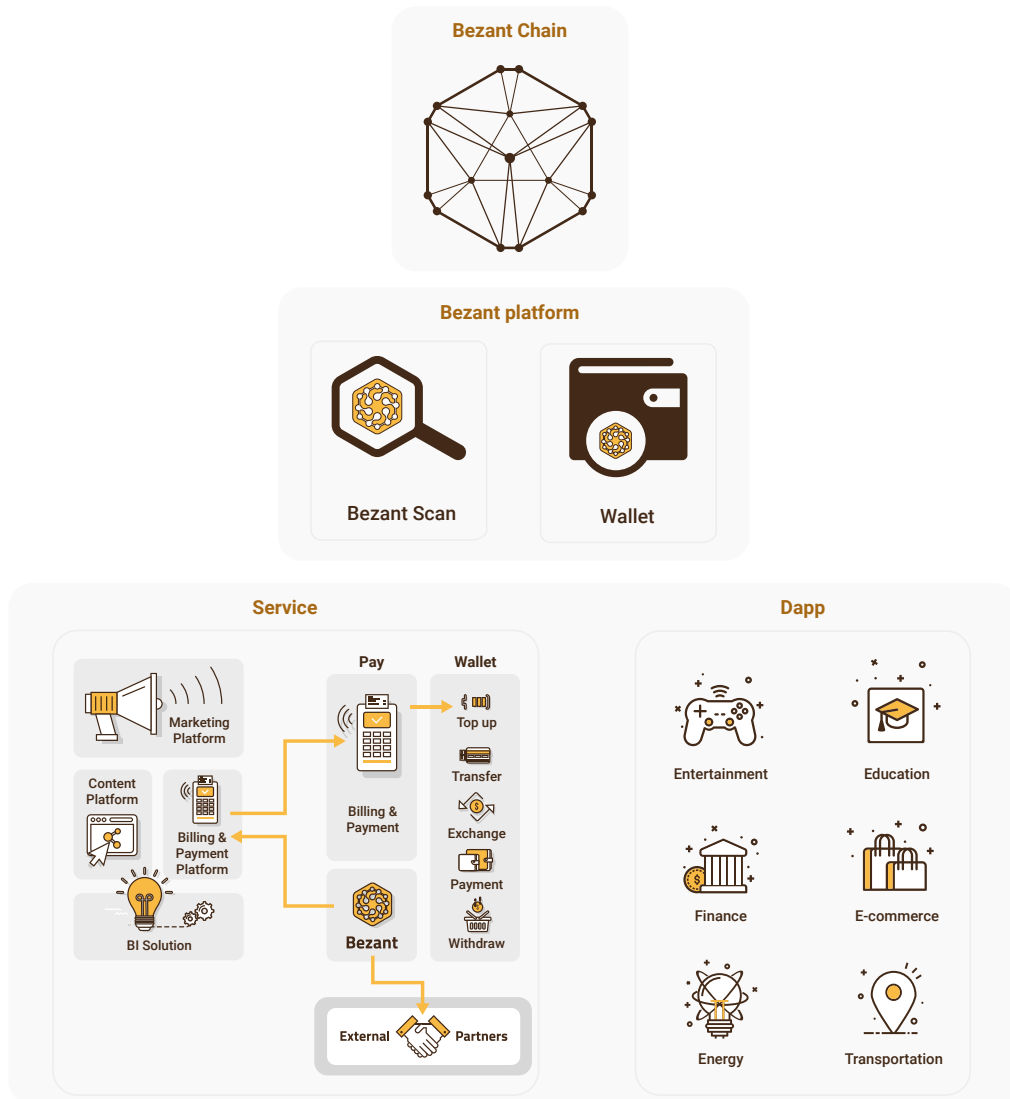 Bezant Chain
Bezant platform
Bezant Scan
Wallet
Service
Marketing
Platform
Content
Platform
Billing &
Payment
Platform
BI Solution
Pay
Billing &
Payment
Bezant
Wallet
Top up
Transfer
Exchange
Payment
Withdraw
External
Partners
Dapp
Entertainment
Education
Finance
E-commerce
Energy
Transportation